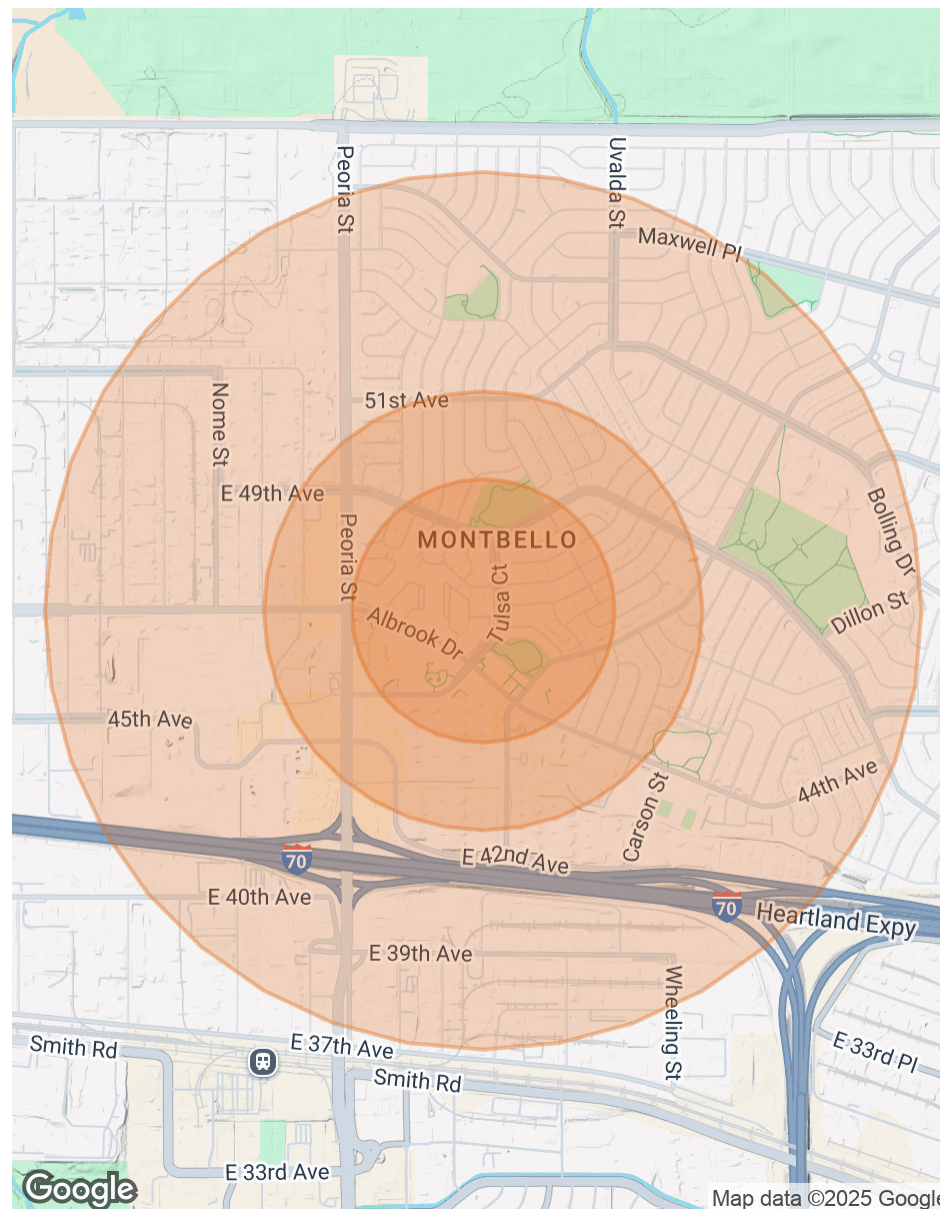 Peoria St
Uvalda St
Maxwell Pl
51st Ave
Nome St
E 49th Ave
Peoria St
MONTBELLO
Bolling Dr
Tulsa Ct
Albrook Dr
Dillon St
45th Ave
44th Ave
Carson St
E 42nd Ave
70
E 40th Ave
70
Heartland Expy
E 39th Ave
Wheeling St
E 37th Ave
Smith Rd
E 33rd Pl
Smith Rd
E 33rd Ave
Google
Map data ©2025 Google